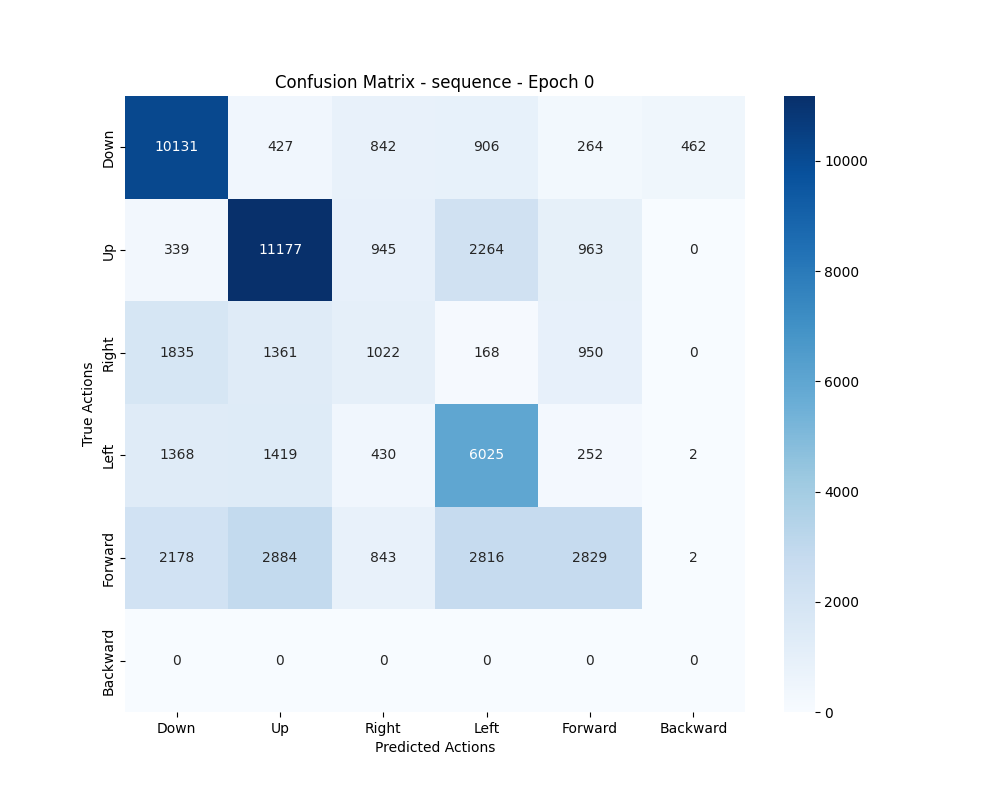 Confusion Matrix - sequence - Epoch 0
True Actions
Down 10131 427 842 906 264 462
Up 339 11177 945 2264 963 0
Right 1835 1361 1022 168 950 0
Left 1368 1419 430 6025 252 2
Forward 2178 2884 843 2816 2829 2
Backward 0 0 0 0 0 0
Down Up Right Left Forward Backward
Predicted Actions
10000
8000
6000
4000
2000
0